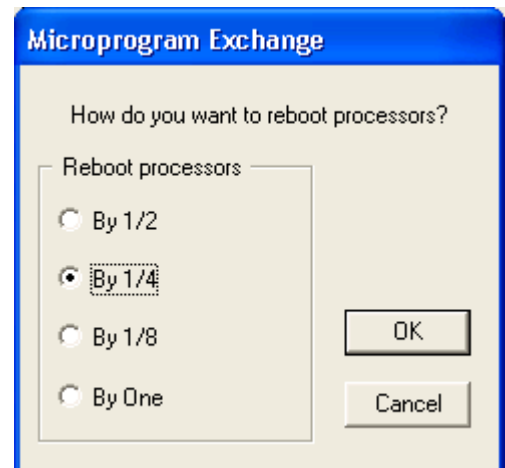 Microprogram Exchange
How do you want to reboot processors?
Reboot processors
By 1/2
By 1/4
By 1/8
By One
OK
Cancel